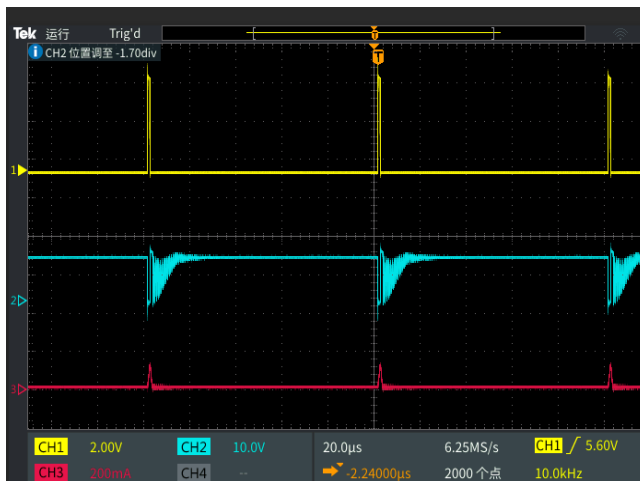 Tek 运行 Trig'd
T
i CH2 位置调至 -1.70div
T
1
2
3
CH1 2.00V CH2 10.0V 20.0µs 6.25MS/s CH1 5.60V
CH3 200mA CH4 -- -2.24000µs 2000 个点 10.0kHz